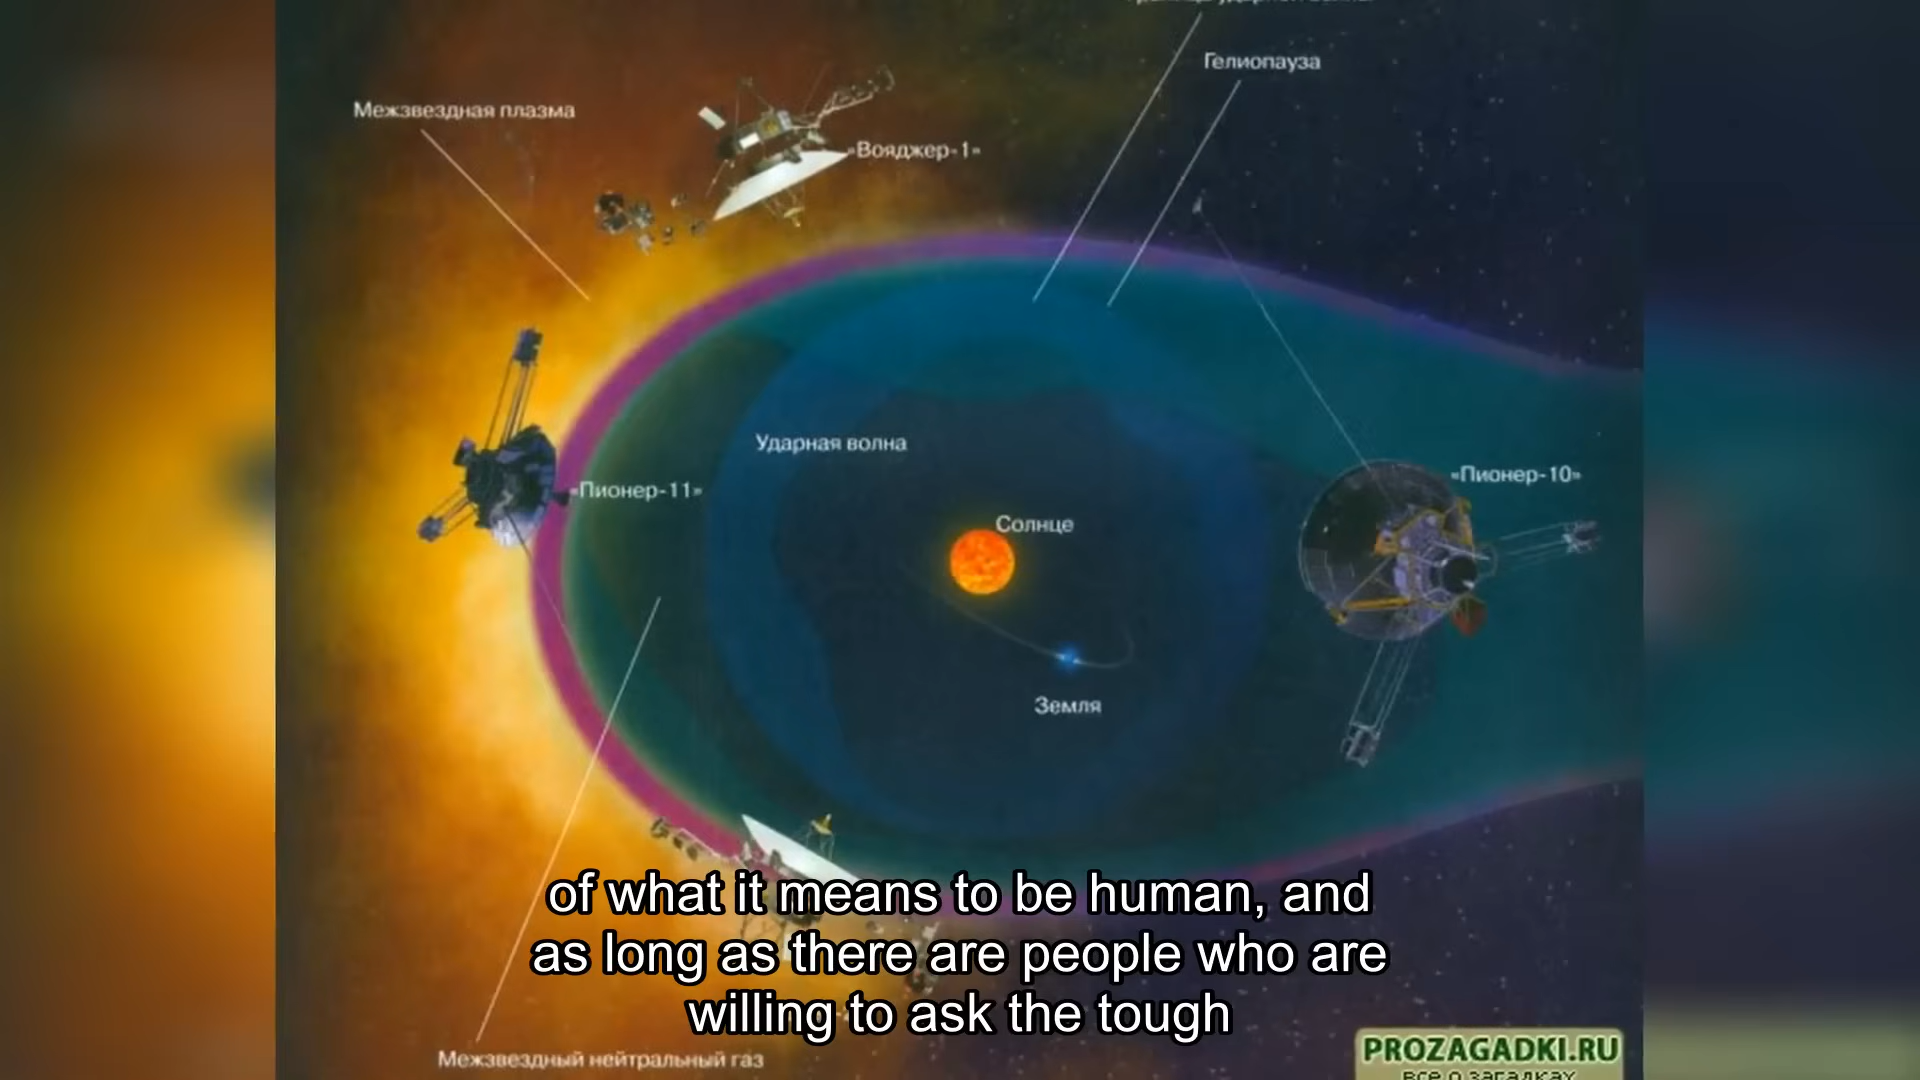 Гелиопауза
Межзвездная плазма
«Вояджер-1»
Ударная волна
«Пионер-10»
«Пионер-11»
Солнце
Земля
of what it means to be human, and
as long as there are people who are
willing to ask the tough
Межзвездный нейтральный газ
PROZAGADKI.RU
все о загадках